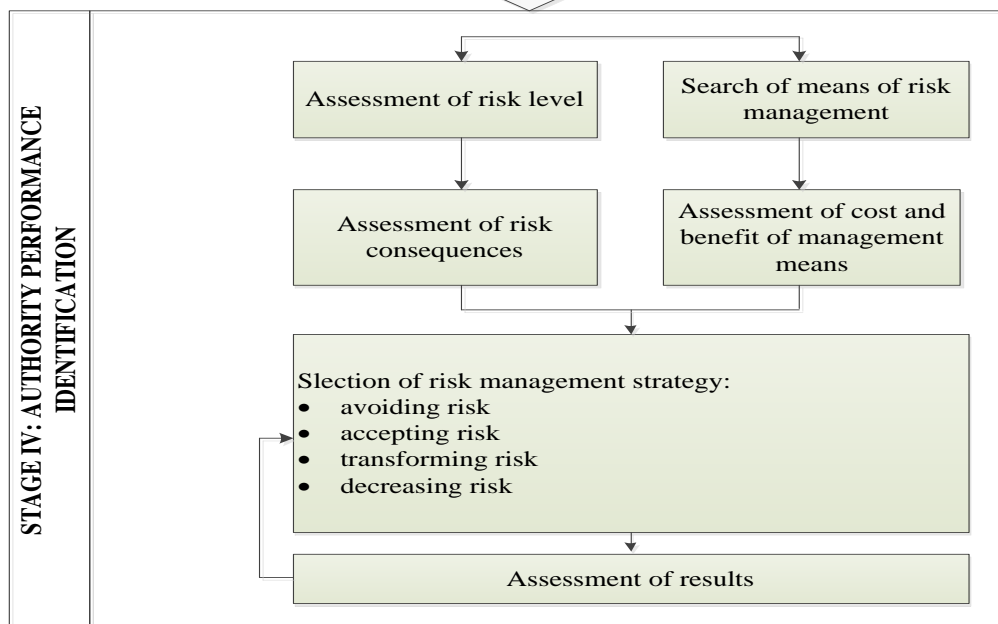 STAGE IV: AUTHORITY PERFORMANCE
IDENTIFICATION
Assessment of risk level
Search of means of risk
management
Assessment of risk
consequences
Assessment of cost and
benefit of management
means
Slection of risk management strategy:
● avoiding risk
● accepting risk
● transforming risk
● decreasing risk
Assessment of results